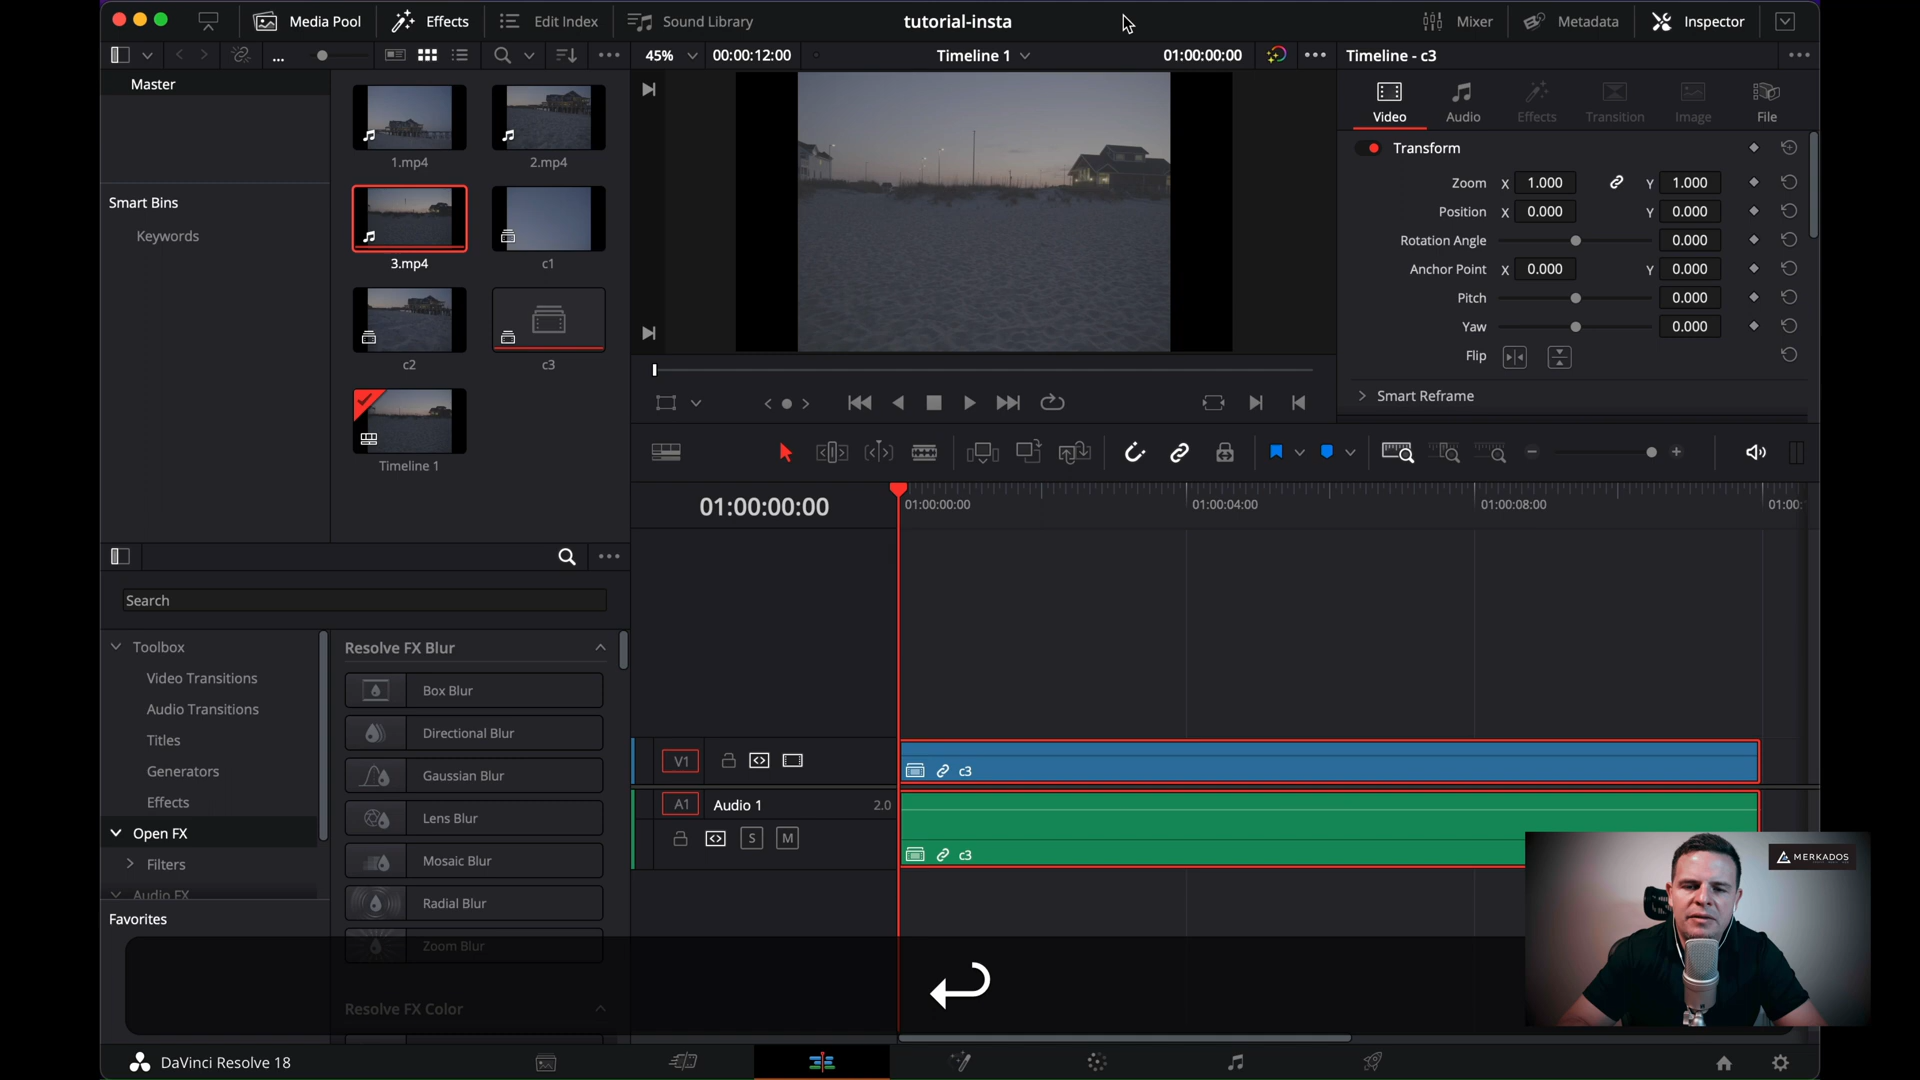 Media Pool
Effects
Edit Index
Sound Library
tutorial-insta
Mixer
Metadata
Inspector
...
45%
00:00:12:00
Timeline 1
01:00:00:00
Timeline - c3
Master
Smart Bins
Keywords
1.mp4
2.mp4
3.mp4
c1
c2
c3
Timeline 1
Video
Audio
Effects
Transition
Image
File
Transform
Zoom X 1.000 Y 1.000
Position X 0.000 Y 0.000
Rotation Angle 0.000
Anchor Point X 0.000 Y 0.000
Pitch 0.000
Yaw 0.000
Flip
Smart Reframe
01:00:00:00
01:00:00:00
01:00:04:00
01:00:08:00
01:00:
Search
Toolbox
Video Transitions
Audio Transitions
Titles
Generators
Effects
Open FX
Filters
Audio FX
Favorites
Resolve FX Blur
Box Blur
Directional Blur
Gaussian Blur
Lens Blur
Mosaic Blur
Radial Blur
Zoom Blur
Resolve FX Color
V1
c3
A1 Audio 1 2.0
S M
c3
MERKADOS
DaVinci Resolve 18